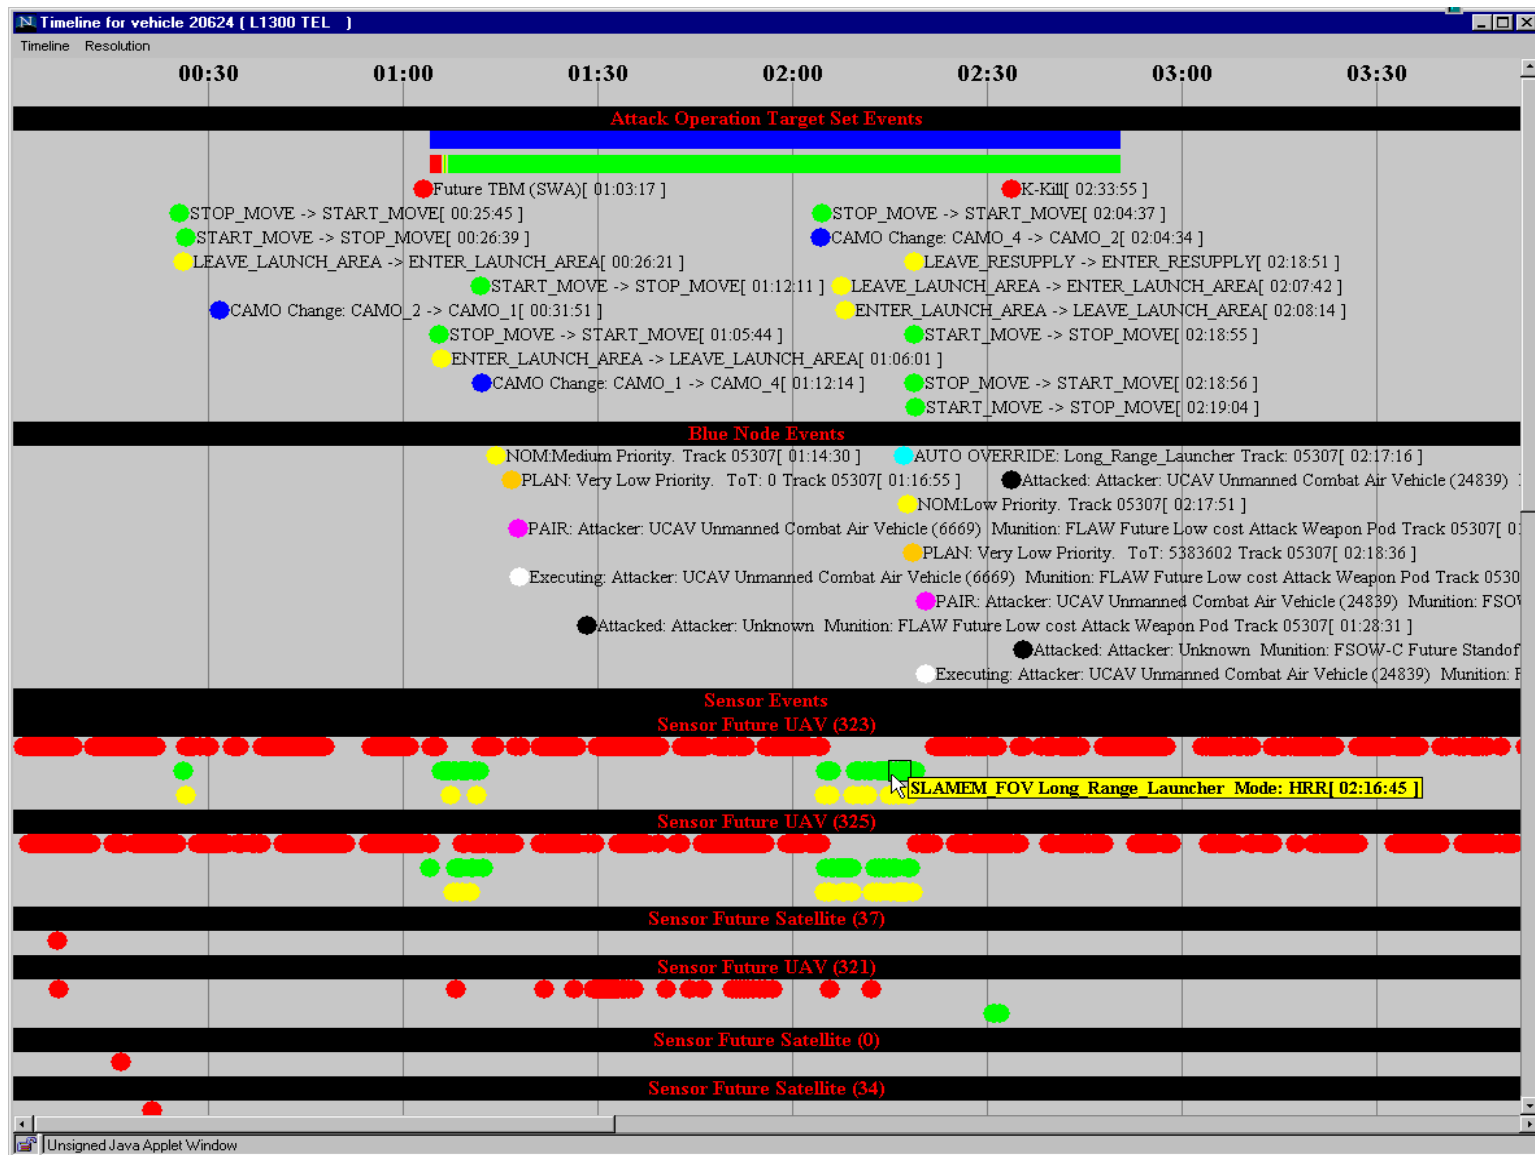 Timeline for vehicle 20624 ( L1300 TEL )
Timeline Resolution
00:30 01:00 01:30 02:00 02:30 03:00 03:30
Attack Operation Target Set Events
Future TBM (SWA)[ 01:03:17 ] K-Kill[ 02:33:55 ]
STOP_MOVE -> START_MOVE[ 00:25:45 ] STOP_MOVE -> START_MOVE[ 02:04:37 ]
START_MOVE -> STOP_MOVE[ 00:26:39 ] CAMO Change: CAMO_4 -> CAMO_2[ 02:04:34 ]
LEAVE_LAUNCH_AREA -> ENTER_LAUNCH_AREA[ 00:26:21 ] LEAVE_RESUPPLY -> ENTER_RESUPPLY[ 02:18:51 ]
START_MOVE -> STOP_MOVE[ 01:12:11 ] LEAVE_LAUNCH_AREA -> ENTER_LAUNCH_AREA[ 02:07:42 ]
CAMO Change: CAMO_2 -> CAMO_1[ 00:31:51 ] ENTER_LAUNCH_AREA -> LEAVE_LAUNCH_AREA[ 02:08:14 ]
STOP_MOVE -> START_MOVE[ 01:05:44 ] START_MOVE -> STOP_MOVE[ 02:18:55 ]
ENTER_LAUNCH_AREA -> LEAVE_LAUNCH_AREA[ 01:06:01 ]
CAMO Change: CAMO_1 -> CAMO_4[ 01:12:14 ] STOP_MOVE -> START_MOVE[ 02:18:56 ]
START_MOVE -> STOP_MOVE[ 02:19:04 ]
Blue Node Events
NOM:Medium Priority. Track 05307[ 01:14:30 ] AUTO OVERRIDE: Long_Range_Launcher Track: 05307[ 02:17:16 ]
PLAN: Very Low Priority. ToT: 0 Track 05307[ 01:16:55 ] Attacked: Attacker: UCAV Unmanned Combat Air Vehicle (24839)
NOM:Low Priority. Track 05307[ 02:17:51 ]
PAIR: Attacker: UCAV Unmanned Combat Air Vehicle (6669) Munition: FLAW Future Low cost Attack Weapon Pod Track 05307[ 0
PLAN: Very Low Priority. ToT: 5383602 Track 05307[ 02:18:36 ]
Executing: Attacker: UCAV Unmanned Combat Air Vehicle (6669) Munition: FLAW Future Low cost Attack Weapon Pod Track 0530
PAIR: Attacker: UCAV Unmanned Combat Air Vehicle (24839) Munition: FSOW
Attacked: Attacker: Unknown Munition: FLAW Future Low cost Attack Weapon Pod Track 05307[ 01:28:31 ]
Attacked: Attacker: Unknown Munition: FSOW-C Future Standof
Executing: Attacker: UCAV Unmanned Combat Air Vehicle (24839) Munition: F
Sensor Events
Sensor Future UAV (323)
SLAMEM_FOV Long_Range_Launcher Mode: HRR[ 02:16:45 ]
Sensor Future UAV (325)
Sensor Future Satellite (37)
Sensor Future UAV (321)
Sensor Future Satellite (0)
Sensor Future Satellite (34)
Unsigned Java Applet Window